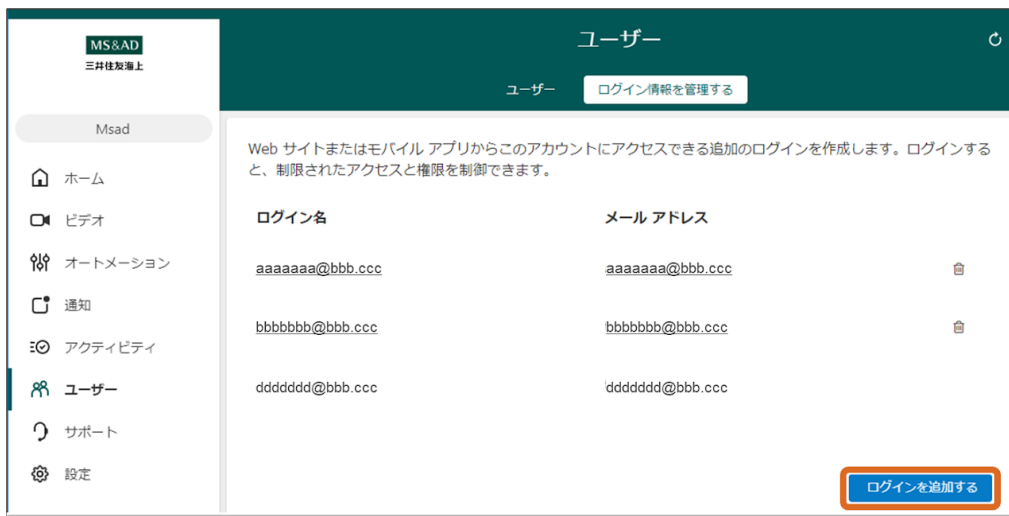 MS&AD
三井住友海上
ユーザー
ユーザー
ログイン情報を管理する
Msad
ホーム
ビデオ
オートメーション
通知
アクティビティ
ユーザー
サポート
設定
Web サイトまたはモバイル アプリからこのアカウントにアクセスできる追加のログインを作成します。ログインする
と、制限されたアクセスと権限を制御できます。
ログイン名 メール アドレス
aaaaaaa@bbb.ccc aaaaaaa@bbb.ccc
bbbbbbb@bbb.ccc bbbbbbb@bbb.ccc
ddddddd@bbb.ccc ddddddd@bbb.ccc
ログインを追加する